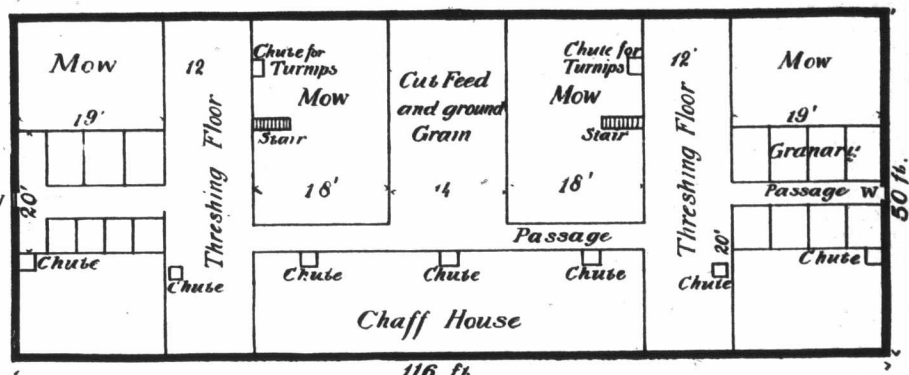 Mow
12
Chute for
Turnips
Mow
Stair
Cut Feed
and ground
Grain
Chute for
Turnips
Mow
Stair
12'
Mow
19'
19'
Granary
Threshing Floor
Threshing Floor
20'
18'
14
18'
Passage W
50 ft.
Passage
20'
Chute
Chute
Chute
Chute
Chute
Chute
Chute
Chaff House
116 ft.